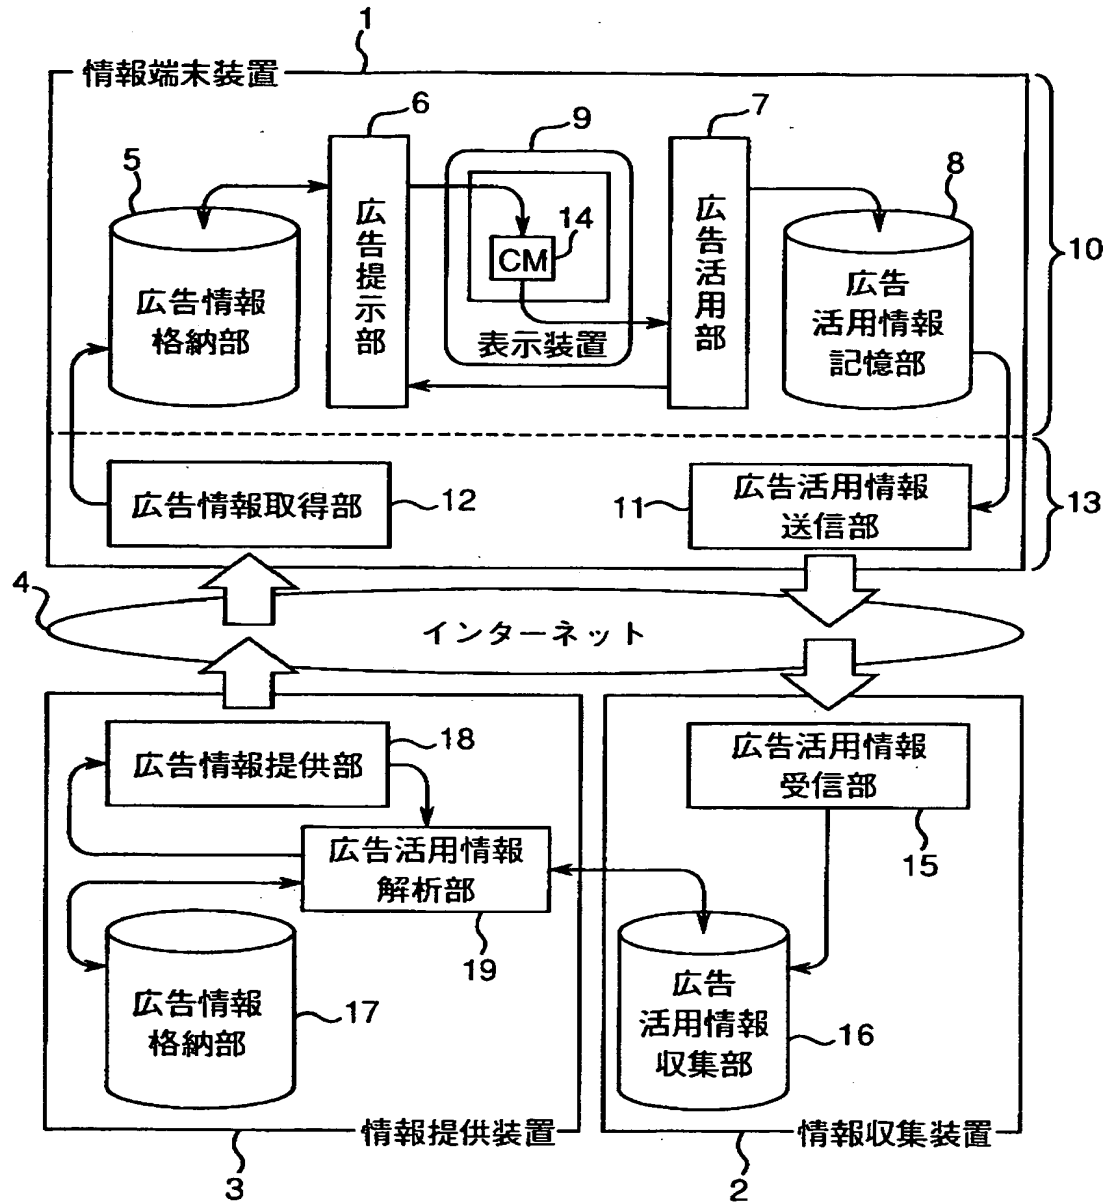 1
情報端末装置
6
9
7
5
8
広告情報
格納部
広告提示部
CM
14
表示装置
広告活用部
広告
活用情報
記憶部
10
広告情報取得部
12
11
広告活用情報
送信部
13
4
インターネット
18
広告情報提供部
広告活用情報
解析部
19
広告情報
格納部
17
情報提供装置
3
広告活用情報
受信部
15
広告
活用情報
収集部
16
情報収集装置
2